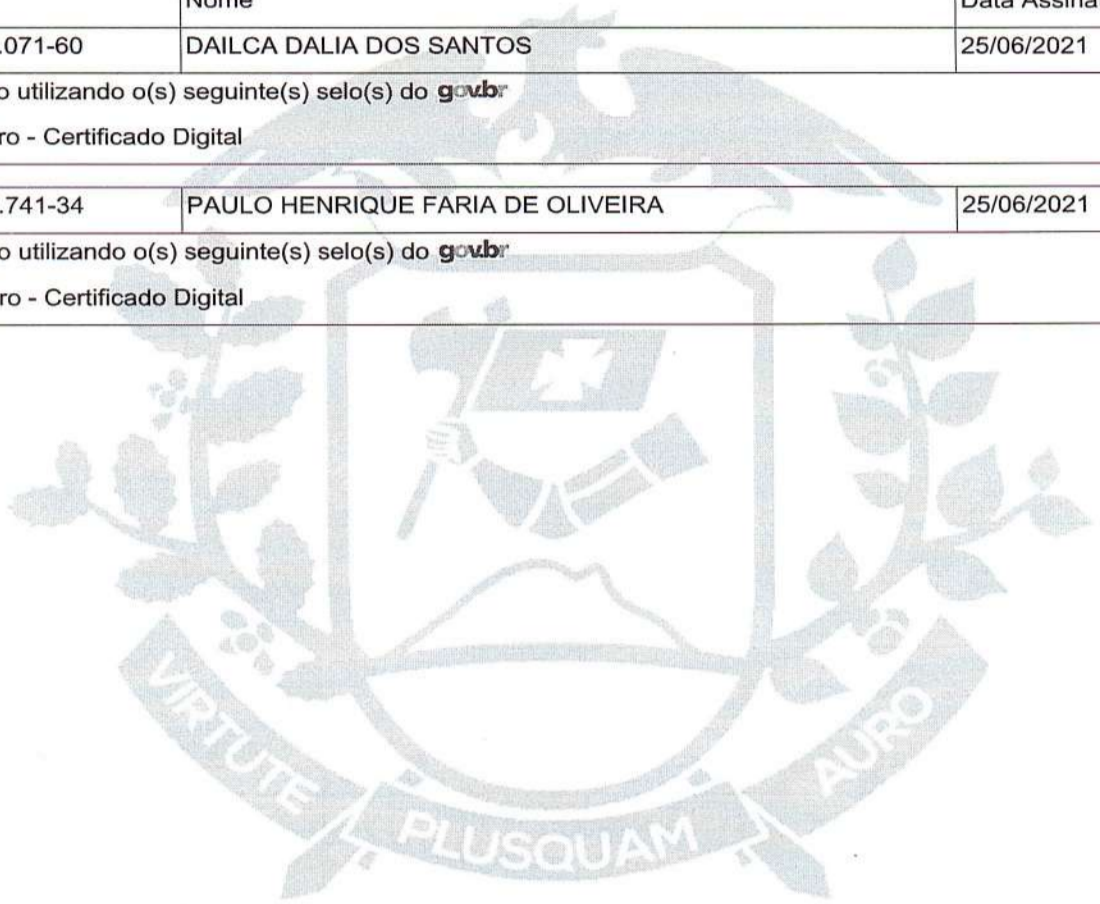 Nome Data Assinat
.071-60 DAILCA DALIA DOS SANTOS 25/06/2021
o utilizando o(s) seguinte(s) selo(s) do gov.br
ro - Certificado Digital
.741-34 PAULO HENRIQUE FARIA DE OLIVEIRA 25/06/2021
o utilizando o(s) seguinte(s) selo(s) do gov.br
ro - Certificado Digital
VIRTUTE PLUSQUAM AURO